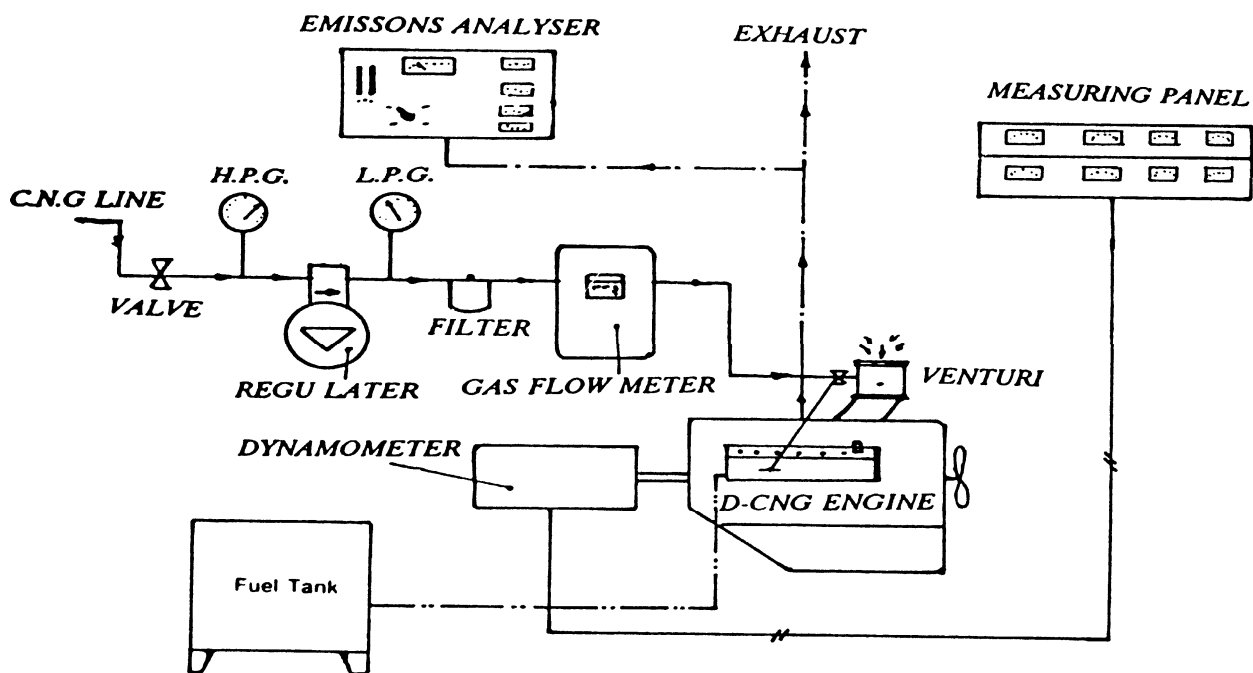 EMISSONS ANALYSER
EXHAUST
MEASURING PANEL
H.P.G.
L.P.G.
C.N.G LINE
VALVE
FILTER
REGU LATER
GAS FLOW METER
VENTURI
DYNAMOMETER
D-CNG ENGINE
Fuel Tank